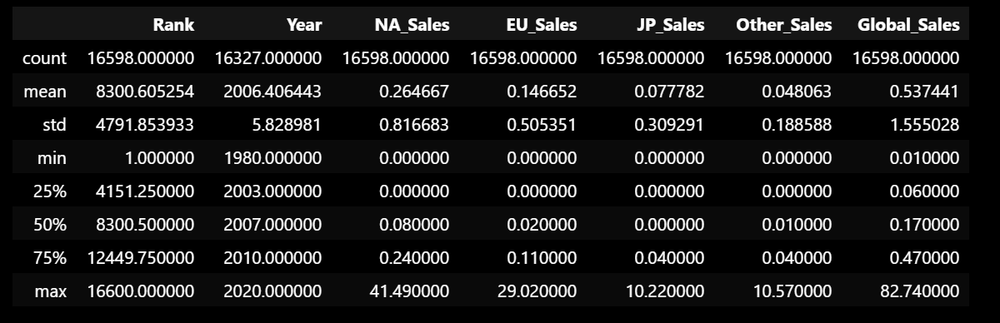 Rank Year NA_Sales EU_Sales JP_Sales Other_Sales Global_Sales
count 16598.000000 16327.000000 16598.000000 16598.000000 16598.000000 16598.000000 16598.000000
mean 8300.605254 2006.406443 0.264667 0.146652 0.077782 0.048063 0.537441
std 4791.853933 5.828981 0.816683 0.505351 0.309291 0.188588 1.555028
min 1.000000 1980.000000 0.000000 0.000000 0.000000 0.000000 0.010000
25% 4151.250000 2003.000000 0.000000 0.000000 0.000000 0.000000 0.060000
50% 8300.500000 2007.000000 0.080000 0.020000 0.000000 0.010000 0.170000
75% 12449.750000 2010.000000 0.240000 0.110000 0.040000 0.040000 0.470000
max 16600.000000 2020.000000 41.490000 29.020000 10.220000 10.570000 82.740000